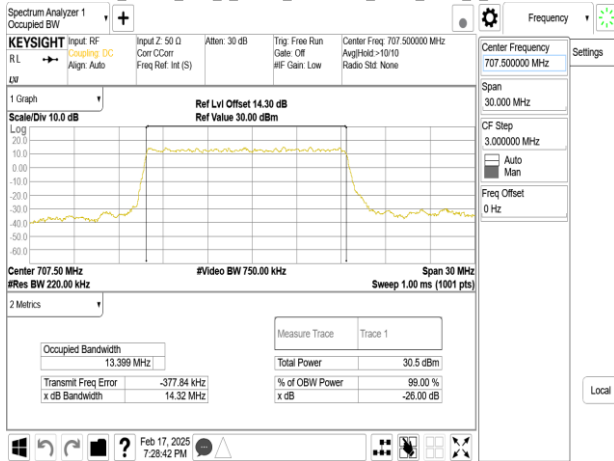 Spectrum Analyzer 1
Occupied BW
+
Frequency
KEYSIGHT
RL
Input: RF
Coupling: DC
Align: Auto
Input Z: 50 Ω
Corr CCorr
Freq Ref: Int (S)
Atten: 30 dB
Trig: Free Run
Gate: Off
#IF Gain: Low
Center Freq: 707.500000 MHz
Avg|Hold:>10/10
Radio Std: None
LXI
1 Graph
Scale/Div 10.0 dB
Ref Lvl Offset 14.30 dB
Ref Value 30.00 dBm
Log
20.0
10.0
0.00
-10.0
-20.0
-30.0
-40.0
-50.0
-60.0
Center 707.50 MHz
#Res BW 220.00 kHz
#Video BW 750.00 kHz
Span 30 MHz
Sweep 1.00 ms (1001 pts)
2 Metrics
Measure Trace Trace 1
Occupied Bandwidth
13.399 MHz
Total Power 30.5 dBm
Transmit Freq Error -377.84 kHz
% of OBW Power 99.00 %
x dB Bandwidth 14.32 MHz
x dB -26.00 dB
Center Frequency
707.500000 MHz
Settings
Span
30.000 MHz
CF Step
3.000000 MHz
Auto
Man
Freq Offset
0 Hz
Local
?
Feb 17, 2025
7:28:42 PM